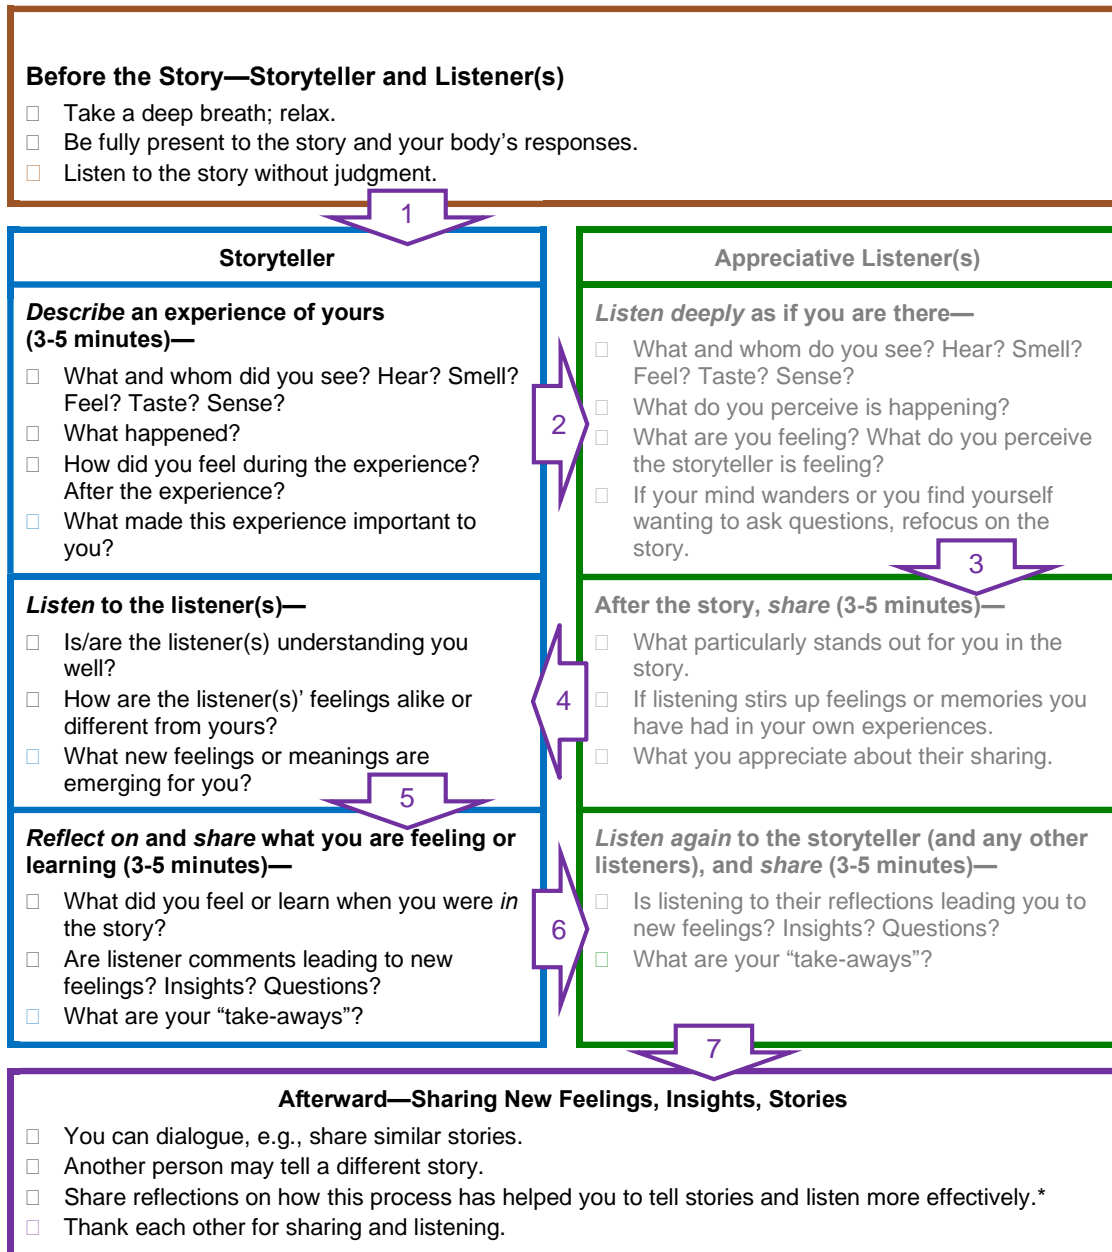 Before the Story—Storyteller and Listener(s)
Take a deep breath; relax.
Be fully present to the story and your body’s responses.
Listen to the story without judgment.
1
Storyteller
Describe an experience of yours
(3-5 minutes)—
What and whom did you see? Hear? Smell?
Feel? Taste? Sense?
What happened?
How did you feel during the experience?
After the experience?
What made this experience important to
you?
2
Appreciative Listener(s)
Listen deeply as if you are there—
What and whom do you see? Hear? Smell?
Feel? Taste? Sense?
What do you perceive is happening?
What are you feeling? What do you perceive
the storyteller is feeling?
If your mind wanders or you find yourself
wanting to ask questions, refocus on the
story.
3
After the story, share (3-5 minutes)—
What particularly stands out for you in the
story.
If listening stirs up feelings or memories you
have had in your own experiences.
What you appreciate about their sharing.
4
Listen to the listener(s)—
Is/are the listener(s) understanding you
well?
How are the listener(s)’ feelings alike or
different from yours?
What new feelings or meanings are
emerging for you?
5
Reflect on and share what you are feeling or
learning (3-5 minutes)—
What did you feel or learn when you were in
the story?
Are listener comments leading to new
feelings? Insights? Questions?
What are your “take-aways”?
6
Listen again to the storyteller (and any other
listeners), and share (3-5 minutes)—
Is listening to their reflections leading you to
new feelings? Insights? Questions?
What are your “take-aways”?
7
Afterward—Sharing New Feelings, Insights, Stories
You can dialogue, e.g., share similar stories.
Another person may tell a different story.
Share reflections on how this process has helped you to tell stories and listen more effectively.*
Thank each other for sharing and listening.